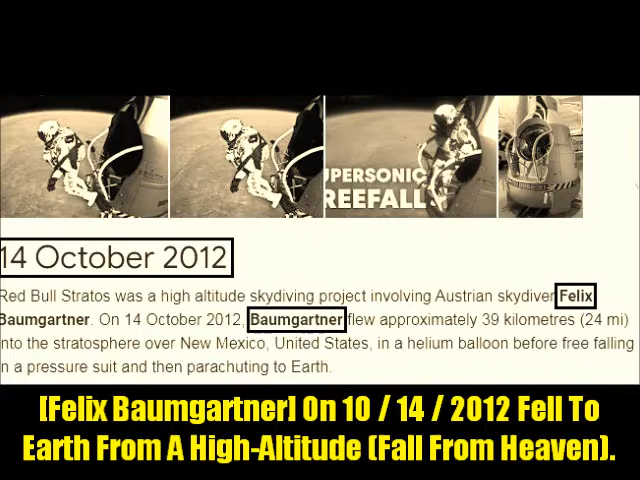 UPERSONIC
REEFALL
14 October 2012
Red Bull Stratos was a high altitude skydiving project involving Austrian skydiver Felix
Baumgartner. On 14 October 2012, Baumgartner flew approximately 39 kilometres (24 mi)
into the stratosphere over New Mexico, United States, in a helium balloon before free falling
in a pressure suit and then parachuting to Earth.
[Felix Baumgartner] On 10 / 14 / 2012 Fell To
Earth From A High-Altitude (Fall From Heaven).